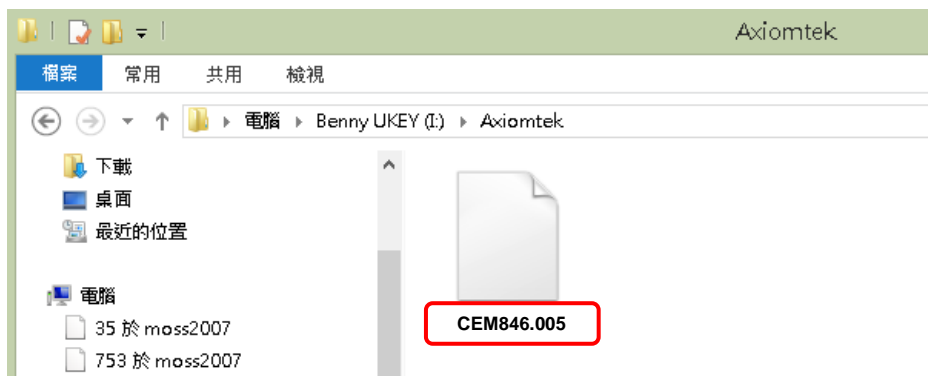 Axiomtek
檔案 常用 共用 檢視
電腦 Benny UKEY (I:) Axiomtek
下載
桌面
最近的位置
電腦
35 於 moss2007
753 於 moss2007
CEM846.005